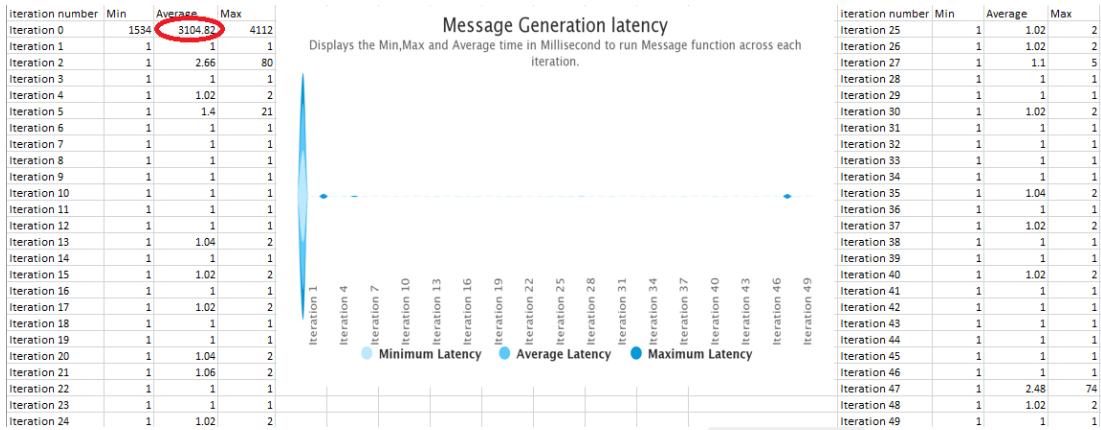 iteration number Min Average Max
Iteration 0 1534 3104.82 4112
Iteration 1 1 1 1
Iteration 2 1 2.66 80
Iteration 3 1 1 1
Iteration 4 1 1.02 2
Iteration 5 1 1.4 21
Iteration 6 1 1 1
Iteration 7 1 1 1
Iteration 8 1 1 1
Iteration 9 1 1 1
Iteration 10 1 1 1
Iteration 11 1 1 1
Iteration 12 1 1 1
Iteration 13 1 1.04 2
Iteration 14 1 1 1
Iteration 15 1 1.02 2
Iteration 16 1 1 1
Iteration 17 1 1.02 2
Iteration 18 1 1 1
Iteration 19 1 1 1
Iteration 20 1 1.04 2
Iteration 21 1 1.06 2
Iteration 22 1 1 1
Iteration 23 1 1 1
Iteration 24 1 1.02 2
Message Generation latency
Displays the Min,Max and Average time in Millisecond to run Message function across each
iteration.
Iteration 1
Iteration 4
Iteration 7
Iteration 10
Iteration 13
Iteration 16
Iteration 19
Iteration 22
Iteration 25
Iteration 28
Iteration 31
Iteration 34
Iteration 37
Iteration 40
Iteration 43
Iteration 46
Iteration 49
Minimum Latency Average Latency Maximum Latency
iteration number Min Average Max
Iteration 25 1 1.02 2
Iteration 26 1 1.02 2
Iteration 27 1 1.1 5
Iteration 28 1 1 1
Iteration 29 1 1 1
Iteration 30 1 1.02 2
Iteration 31 1 1 1
Iteration 32 1 1 1
Iteration 33 1 1 1
Iteration 34 1 1 1
Iteration 35 1 1.04 2
Iteration 36 1 1 1
Iteration 37 1 1.02 2
Iteration 38 1 1 1
Iteration 39 1 1 1
Iteration 40 1 1.02 2
Iteration 41 1 1 1
Iteration 42 1 1 1
Iteration 43 1 1 1
Iteration 44 1 1 1
Iteration 45 1 1 1
Iteration 46 1 1 1
Iteration 47 1 2.48 74
Iteration 48 1 1.02 2
Iteration 49 1 1 1